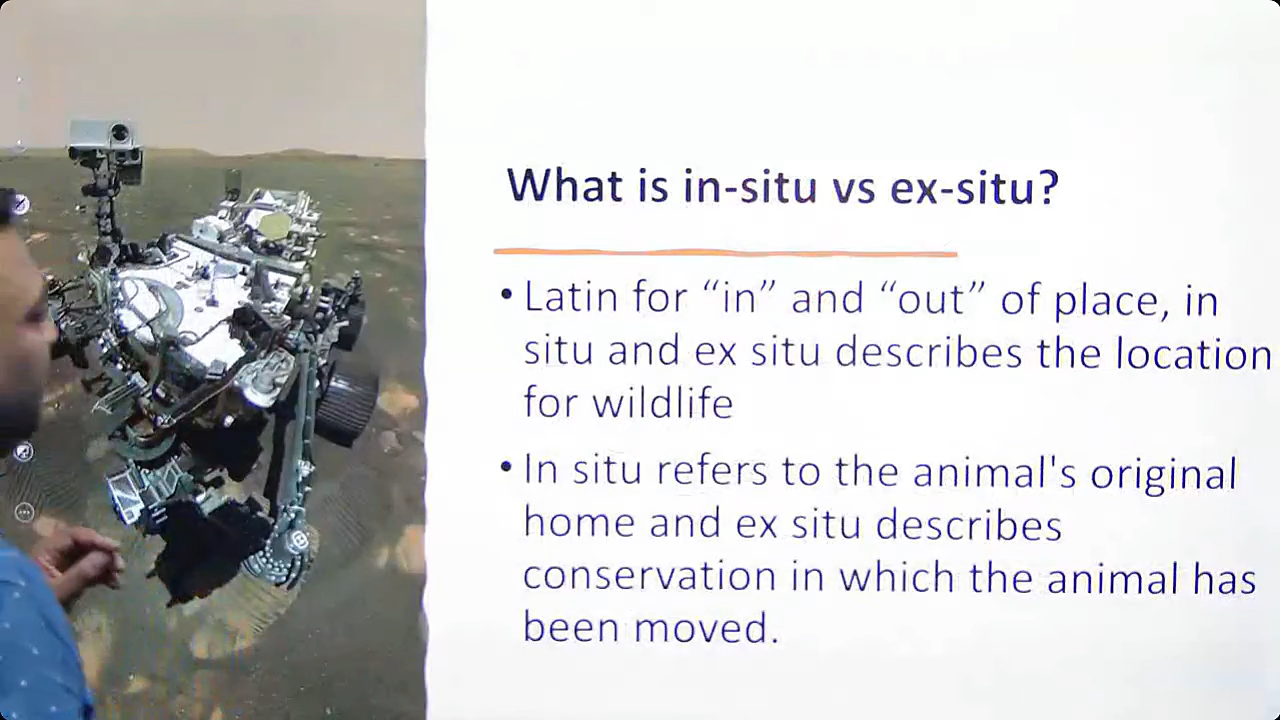 What is in-situ vs ex-situ?
• Latin for “in” and “out” of place, in
situ and ex situ describes the location
for wildlife
• In situ refers to the animal's original
home and ex situ describes
conservation in which the animal has
been moved.